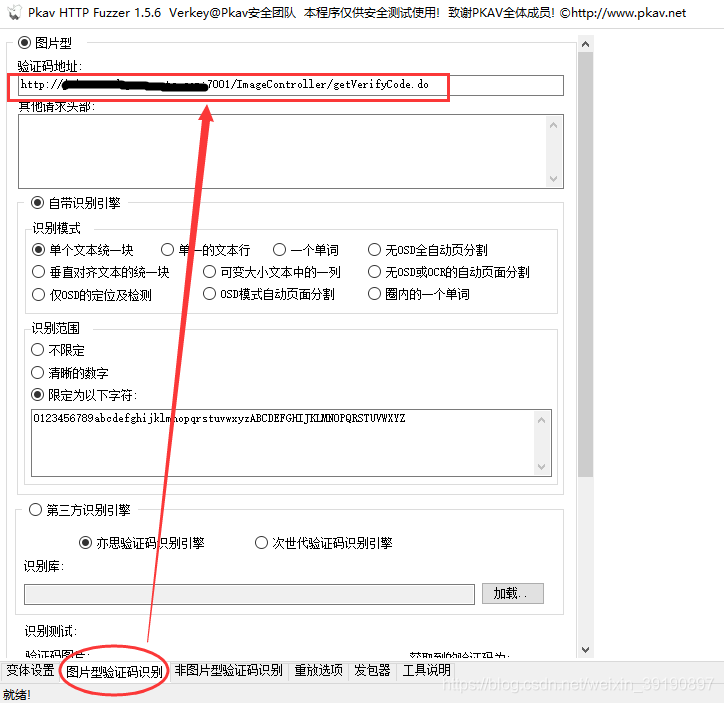 Pkav HTTP Fuzzer 1.5.6 Verkey@Pkav安全团队 本程序仅供安全测试使用! 致谢PKAV全体成员! ©http://www.pkav.net
图片型
验证码地址:
http:// 7001/ImageController/getVerifyCode.do
其他请求头部:
自带识别引擎
识别模式
单个文本统一块 单一的文本行 一个单词 无OSD全自动页分割
垂直对齐文本的统一块 可变大小文本中的一列 无OSD或OCR的自动页面分割
仅OSD的定位及检测 OSD模式自动页面分割 圈内的一个单词
识别范围
不限定
清晰的数字
限定为以下字符:
0123456789abcdefghijklmnopqrstuvwxyzABCDEFGHIJKLMNOPQRSTUVWXYZ
第三方识别引擎
亦思验证码识别引擎 次世代验证码识别引擎
识别库:
加载..
识别测试:
验证码图片: 获取到的验证码为:
变体设置 图片型验证码识别 非图片型验证码识别 重放选项 发包器 工具说明
就绪!
https://blog.csdn.net/weixin_39190897